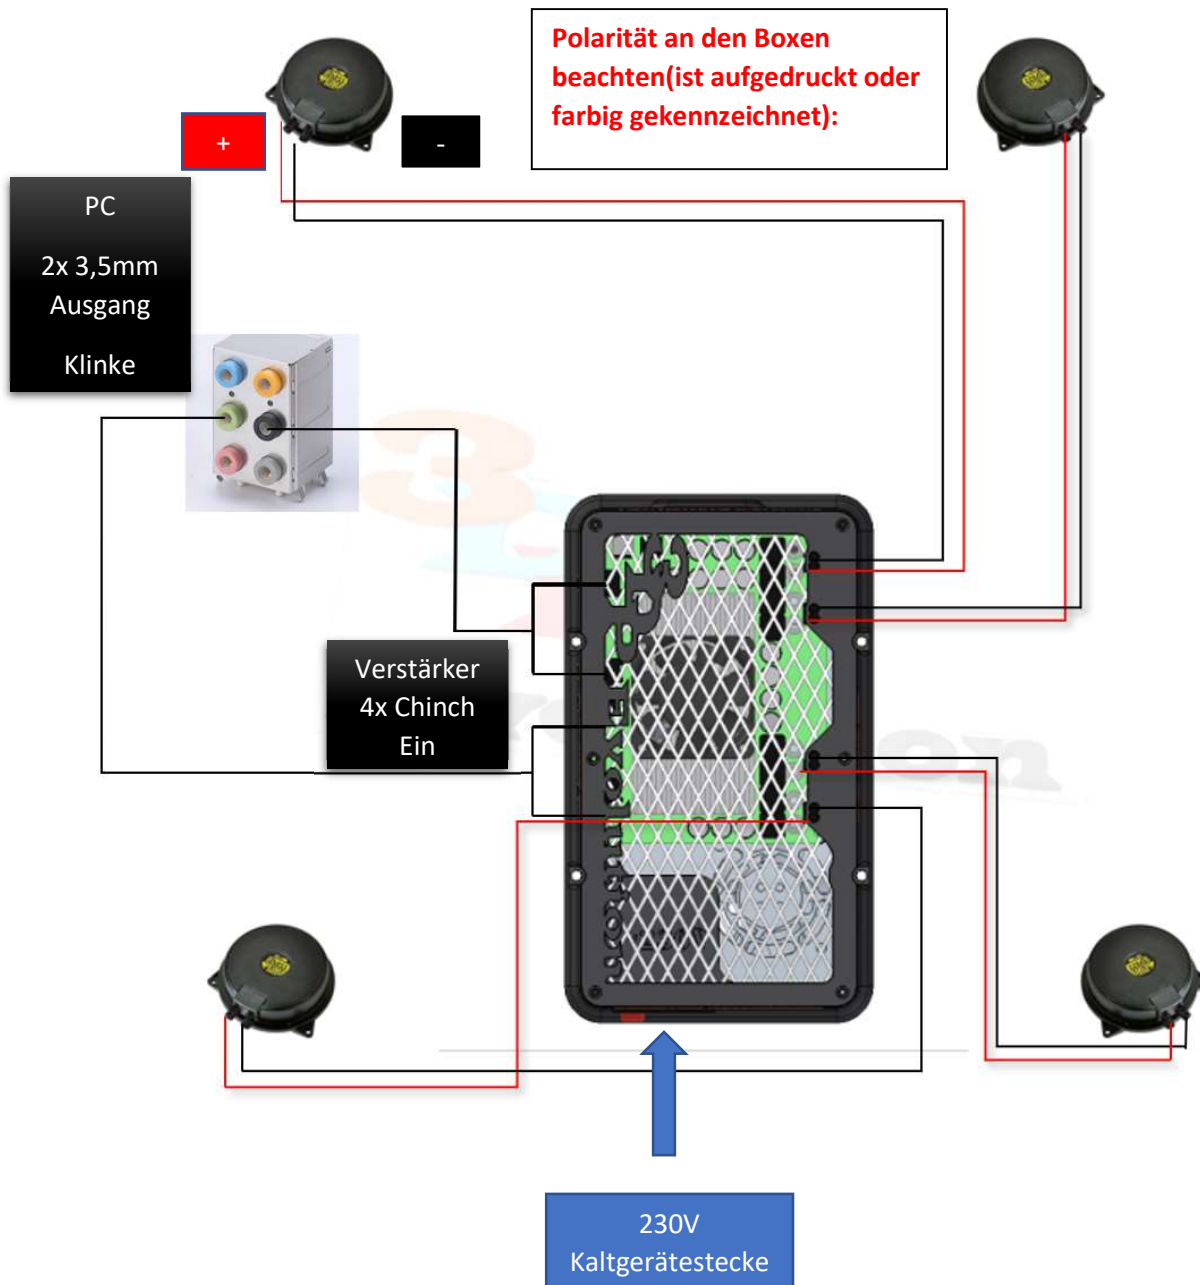 Polarität an den Boxen
beachten(ist aufgedruckt oder
farbig gekennzeichnet):
+
-
PC
2x 3,5mm
Ausgang
Klinke
Verstärker
4x Chinch
Ein
230V
Kaltgerätestecke